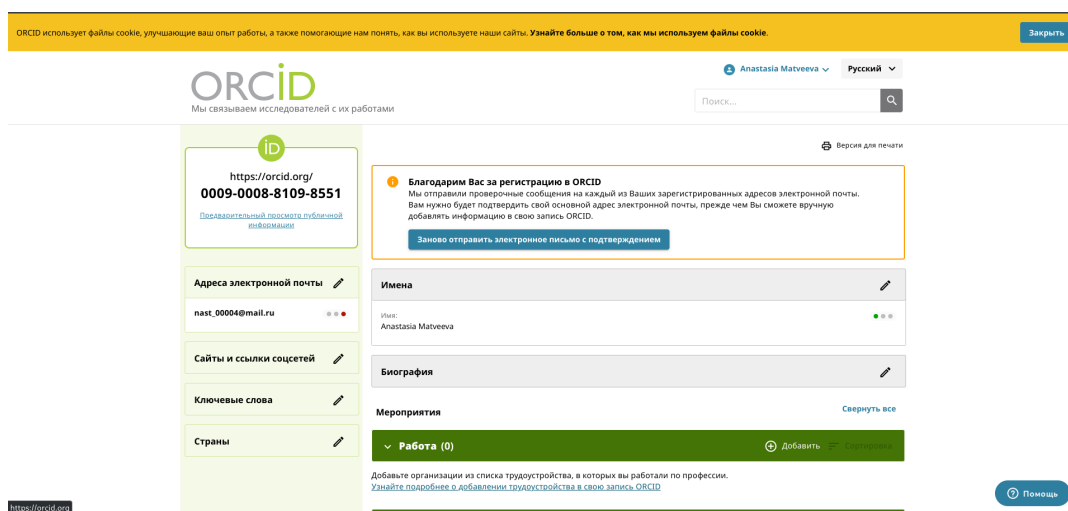 ORCID использует файлы cookie, улучшающие ваш опыт работы, а также помогающие нам понять, как вы используете наши сайты. Узнайте больше о том, как мы используем файлы cookie.
Закрыть
Anastasia Matveeva
Русский
ORCiD
Мы связываем исследователей с их работами
Поиск...
Версия для печати
iD
https://orcid.org/
0009-0008-8109-8551
Предварительный просмотр публичной
информации
Благодарим Вас за регистрацию в ORCID
Мы отправили проверочные сообщения на каждый из Ваших зарегистрированных адресов электронной почты.
Вам нужно будет подтвердить свой основной адрес электронной почты, прежде чем Вы сможете вручную
добавлять информацию в свою запись ORCID.
Заново отправить электронное письмо с подтверждением
Адреса электронной почты
nast_00004@mail.ru
Сайты и ссылки соцсетей
Ключевые слова
Страны
Имена
Имя:
Anastasia Matveeva
Биография
Мероприятия
Свернуть все
Работа (0)
Добавить
Сортировка
Добавьте организации из списка трудоустройства, в которых вы работали по профессии.
Узнайте подробнее о добавлении трудоустройства в свою запись ORCID
Помощь
https://orcid.org